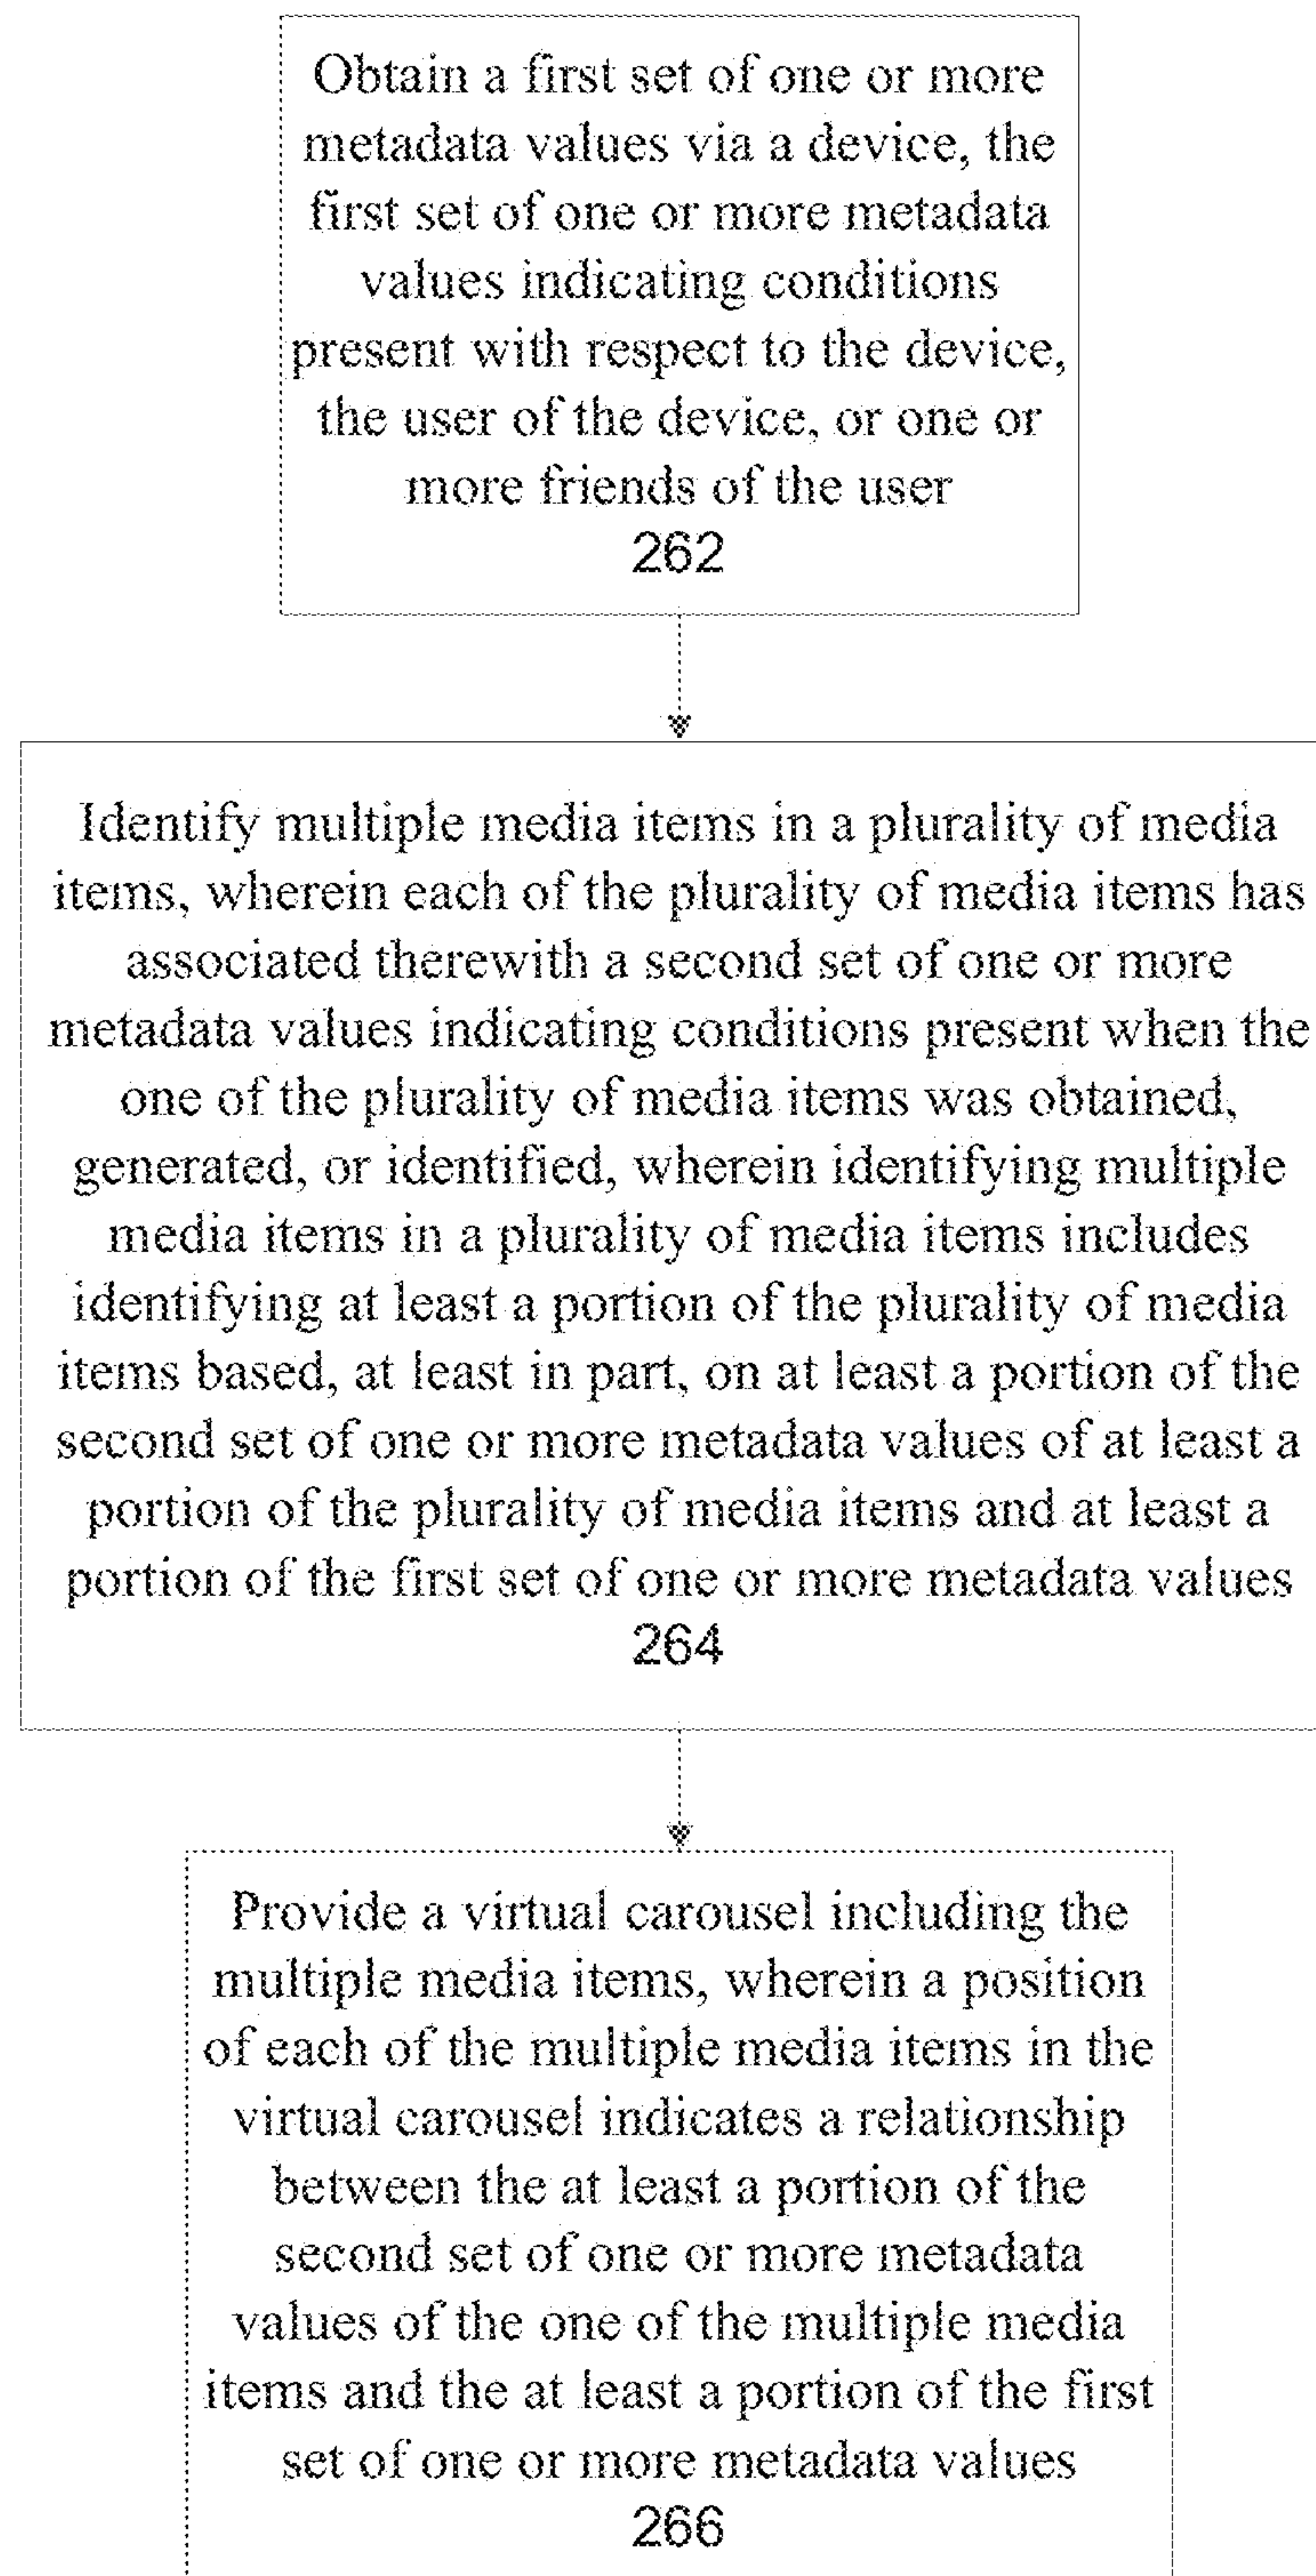 Obtain a first set of one or more
metadata values via a device, the
first set of one or more metadata
values indicating conditions
present with respect to the device,
the user of the device, or one or
more friends of the user
262
Identify multiple media items in a plurality of media
items, wherein each of the plurality of media items has
associated therewith a second set of one or more
metadata values indicating conditions present when the
one of the plurality of media items was obtained,
generated, or identified, wherein identifying multiple
media items in a plurality of media items includes
identifying at least a portion of the plurality of media
items based, at least in part, on at least a portion of the
second set of one or more metadata values of at least a
portion of the plurality of media items and at least a
portion of the first set of one or more metadata values
264
Provide a virtual carousel including the
multiple media items, wherein a position
of each of the multiple media items in the
virtual carousel indicates a relationship
between the at least a portion of the
second set of one or more metadata
values of the one of the multiple media
items and the at least a portion of the first
set of one or more metadata values
266